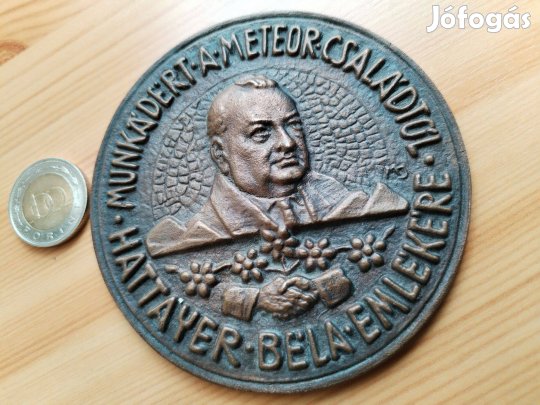 Jófogás
· MUNKÁDÉRT · A · METEOR · CSALÁDTÓL ·
HATTAYER · BÉLA · EMLÉKÉRE ·
100
FORINT